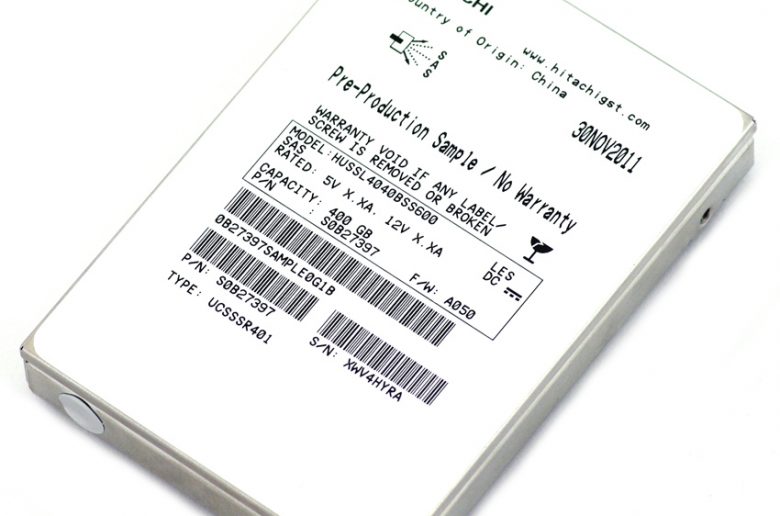 CHI
Country of Origin: China
www.hitachigst.com
SAS
Pre-Production Sample / No Warranty
30NOV2011
WARRANTY VOID IF ANY LABEL/
SCREW IS REMOVED OR BROKEN
MODEL: HUSSL4040BSS600
SAS
RATED: 5V X.XA, 12V X.XA
CAPACITY: 400 GB
P/N : S0B27397
LES
DC
F/W: A050
0B27397SAMPLE0G1B
P/N: S0B27397
S/N: XWV4HYRA
TYPE: UCSSSR401